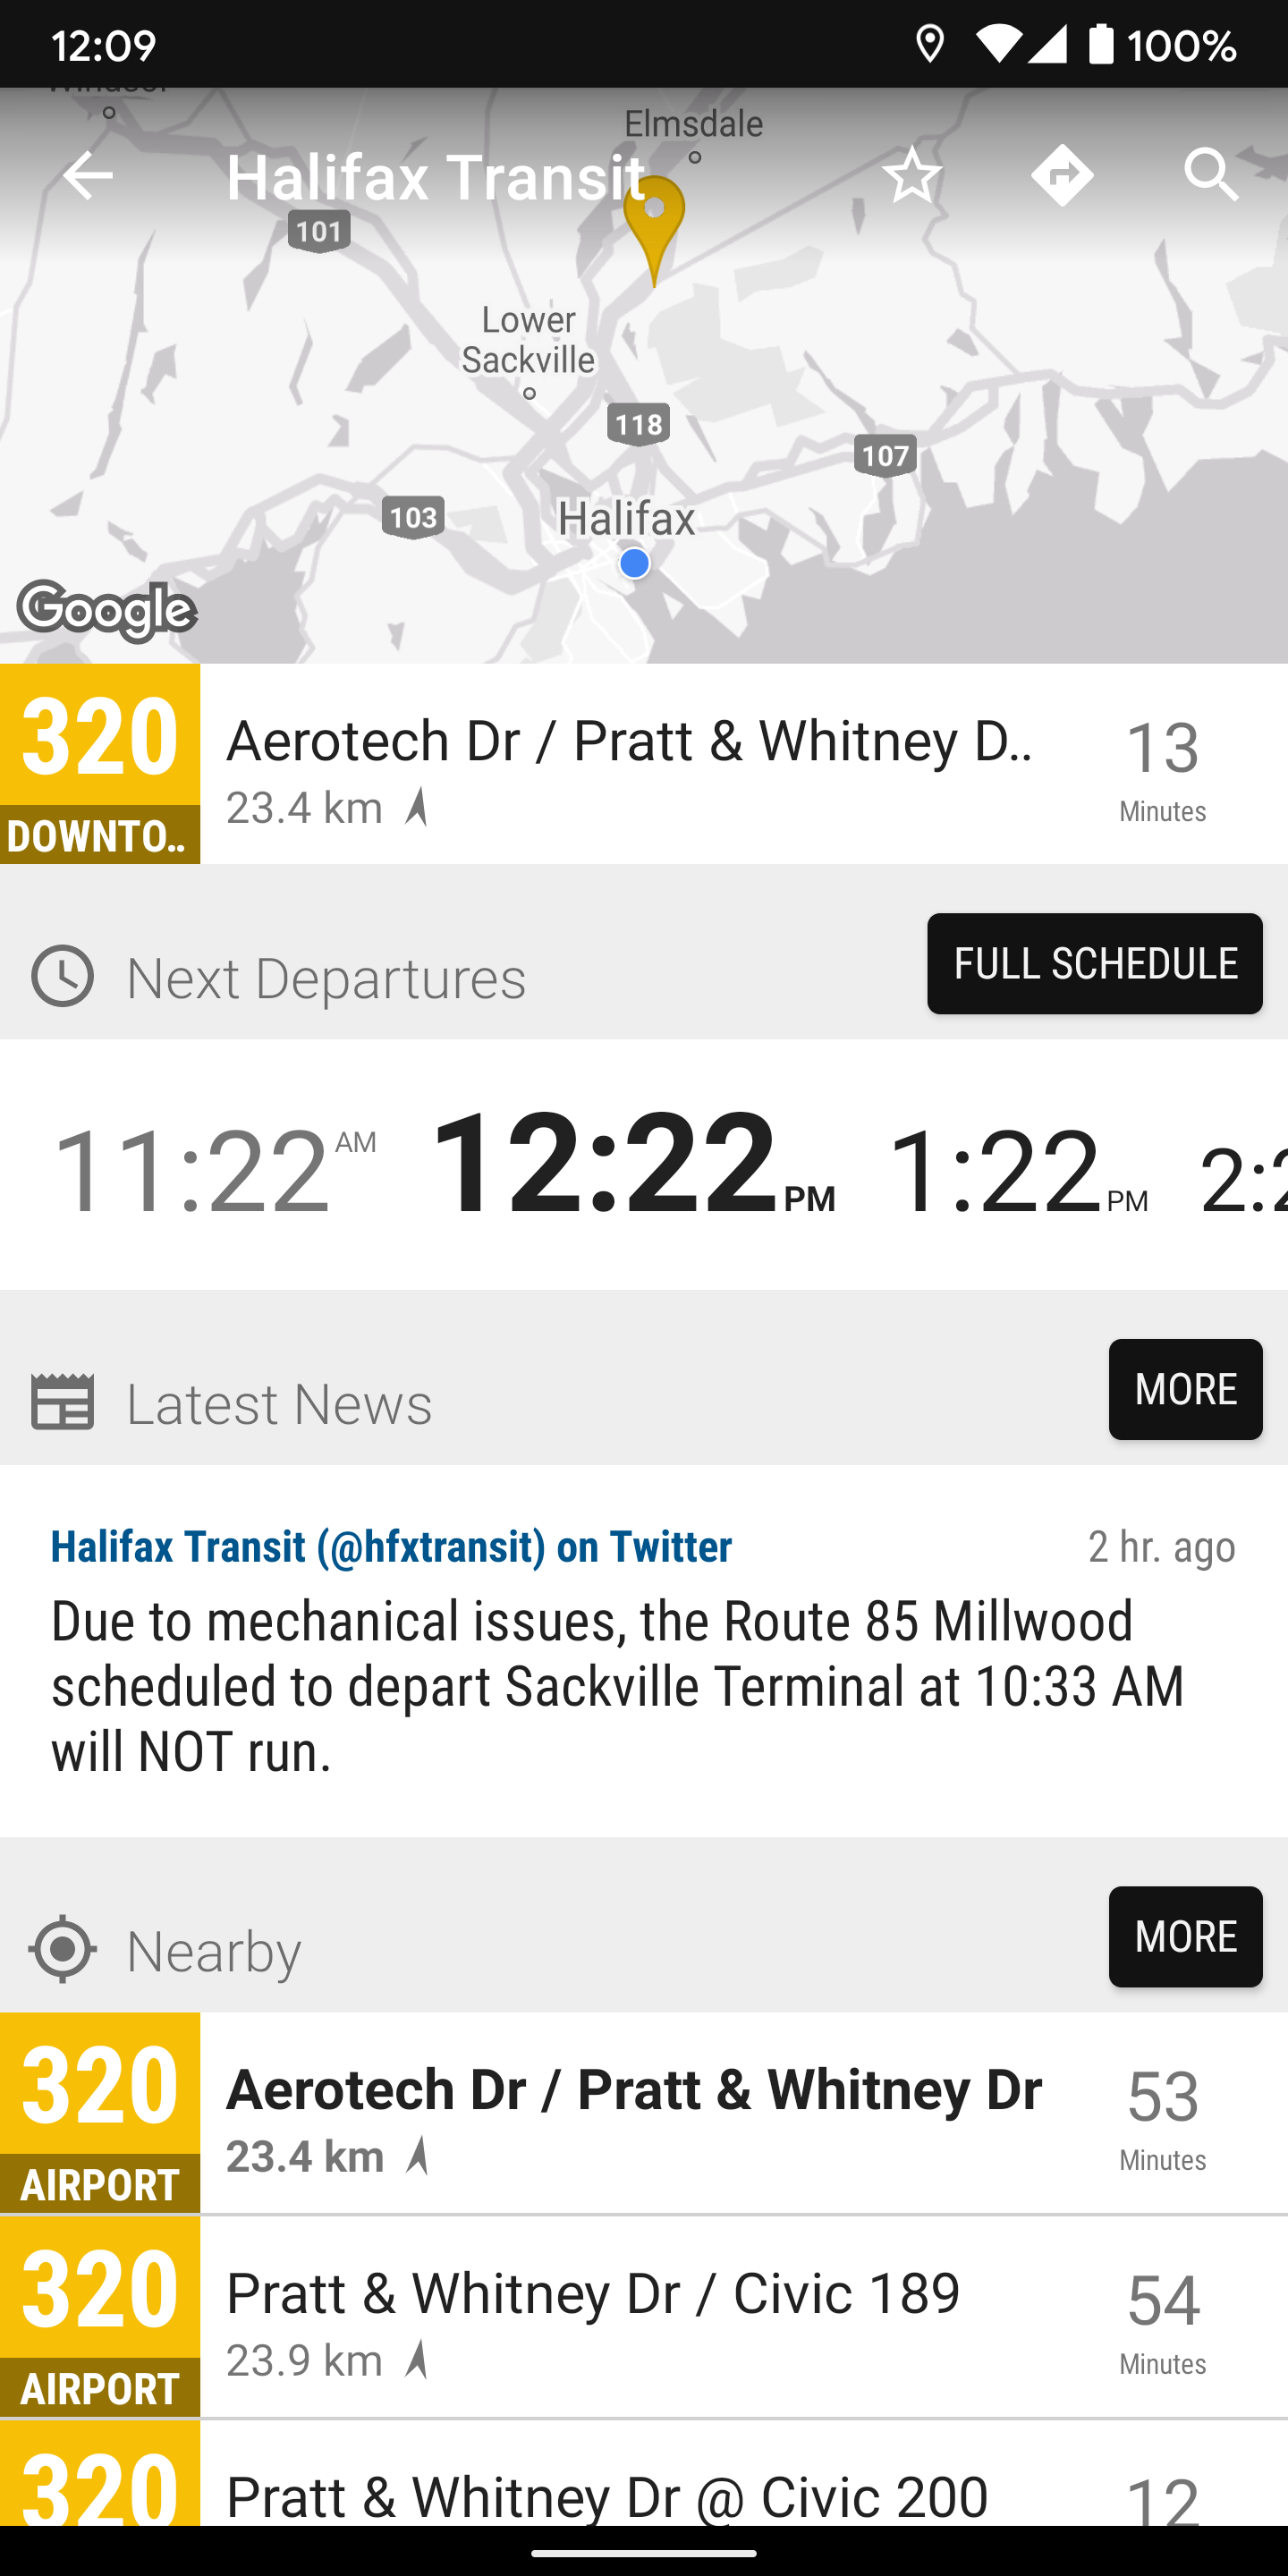 12:09
100%
Elmsdale
Halifax Transit
101
Lower
Sackville
118
107
103
Halifax
Google
320
DOWNTO..
Aerotech Dr / Pratt & Whitney D..
23.4 km
13
Minutes
Next Departures
FULL SCHEDULE
11:22 AM
12:22 PM
1:22 PM
Latest News
MORE
Halifax Transit (@hfxtransit) on Twitter
2 hr. ago
Due to mechanical issues, the Route 85 Millwood
scheduled to depart Sackville Terminal at 10:33 AM
will NOT run.
Nearby
MORE
320
AIRPORT
Aerotech Dr / Pratt & Whitney Dr
23.4 km
53
Minutes
320
AIRPORT
Pratt & Whitney Dr / Civic 189
23.9 km
54
Minutes
320
Pratt & Whitney Dr @ Civic 200
12